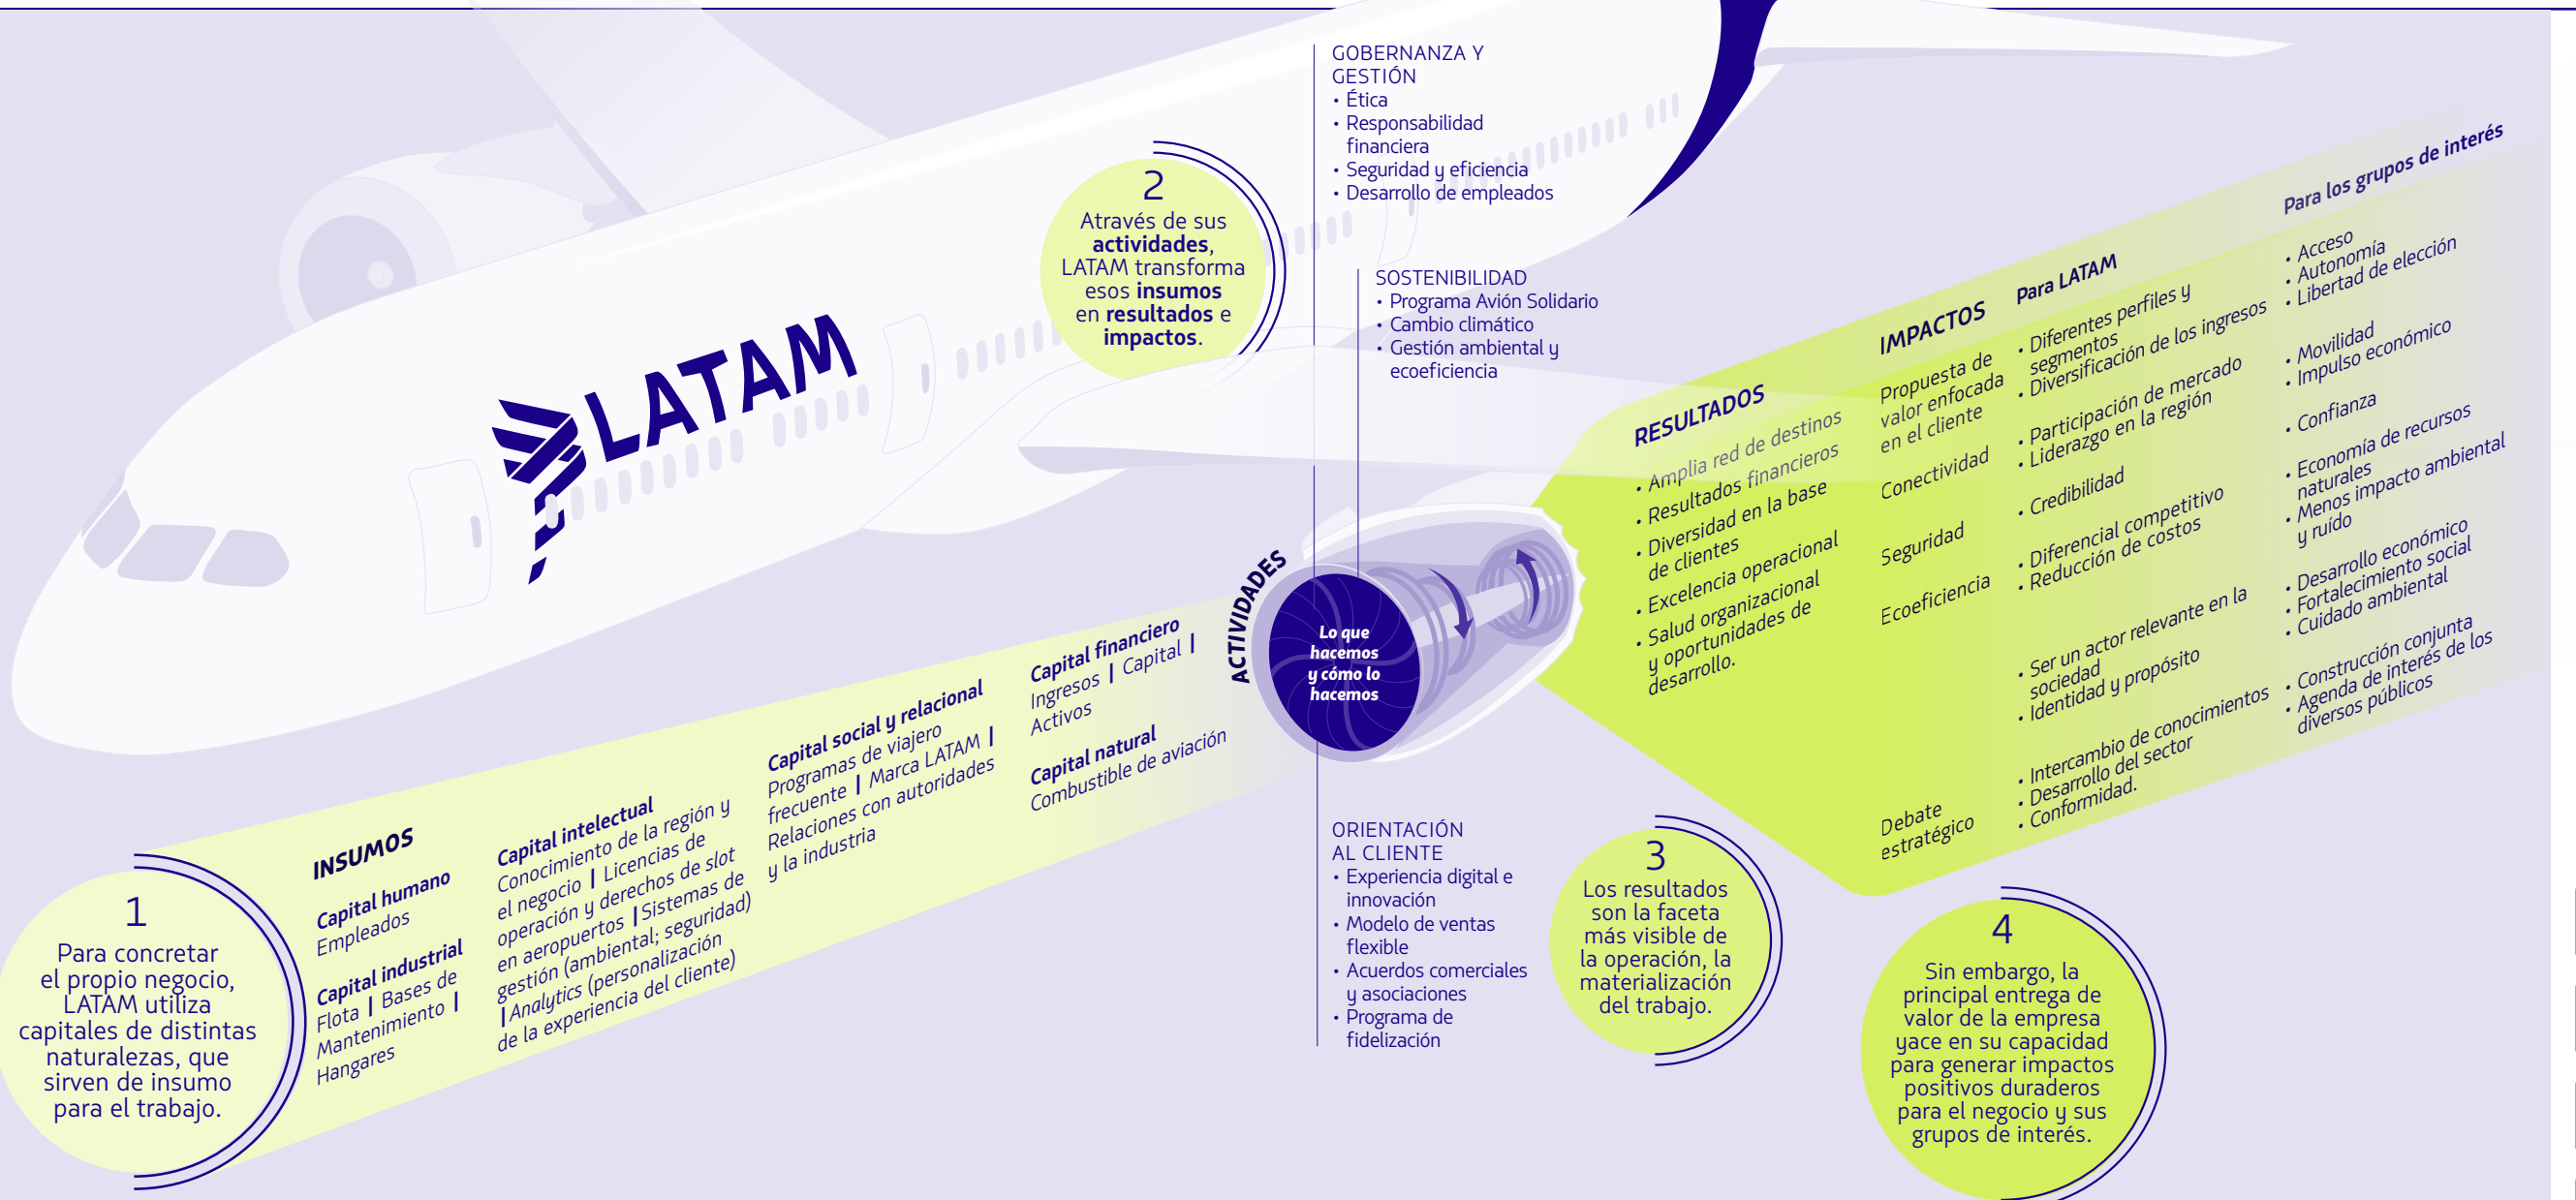 LATAM
1
Para concretar
el propio negocio,
LATAM utiliza
capitales de distintas
naturalezas, que
sirven de insumo
para el trabajo.
INSUMOS
Capital humano
Empleados
Capital industrial
Flota | Bases de
Mantenimiento |
Hangares
Capital intelectual
Conocimiento de la región y
el negocio | Licencias de
operación y derechos de slot
en aeropuertos |Sistemas de
gestión (ambiental; seguridad)
|Analytics (personalización
de la experiencia del cliente)
Capital social y relacional
Programas de viajero
frecuente | Marca LATAM |
Relaciones con autoridades
y la industria
Capital financiero
Ingresos | Capital |
Activos
Capital natural
Combustible de aviación
2
Através de sus
actividades,
LATAM transforma
esos insumos
en resultados e
impactos.
ACTIVIDADES
Lo que
hacemos
y cómo lo
hacemos
GOBERNANZA Y
GESTIÓN
• Ética
• Responsabilidad
financiera
• Seguridad y eficiencia
• Desarrollo de empleados
SOSTENIBILIDAD
• Programa Avión Solidario
• Cambio climático
• Gestión ambiental y
ecoeficiencia
ORIENTACIÓN
AL CLIENTE
• Experiencia digital e
innovación
• Modelo de ventas
flexible
• Acuerdos comerciales
y asociaciones
• Programa de
fidelización
3
Los resultados
son la faceta
más visible de
la operación, la
materialización
del trabajo.
RESULTADOS
• Amplia red de destinos
• Resultados financieros
• Diversidad en la base
de clientes
• Excelencia operacional
• Salud organizacional
y oportunidades de
desarrollo.
IMPACTOS
Propuesta de
valor enfocada
en el cliente
Conectividad
Seguridad
Ecoeficiencia
Debate
estratégico
Para LATAM
• Diferentes perfiles y
segmentos
• Diversificación de los ingresos
• Participación de mercado
• Liderazgo en la región
• Credibilidad
• Diferencial competitivo
• Reducción de costos
• Ser un actor relevante en la
sociedad
• Identidad y propósito
• Intercambio de conocimientos
• Desarrollo del sector
• Conformidad.
Para los grupos de interés
• Acceso
• Autonomía
• Libertad de elección
• Movilidad
• Impulso económico
• Confianza
• Economía de recursos
naturales
• Menos impacto ambiental
y ruído
• Desarrollo económico
• Fortalecimiento social
• Cuidado ambiental
• Construcción conjunta
• Agenda de interés de los
diversos públicos
4
Sin embargo, la
principal entrega de
valor de la empresa
yace en su capacidad
para generar impactos
positivos duraderos
para el negocio y sus
grupos de interés.